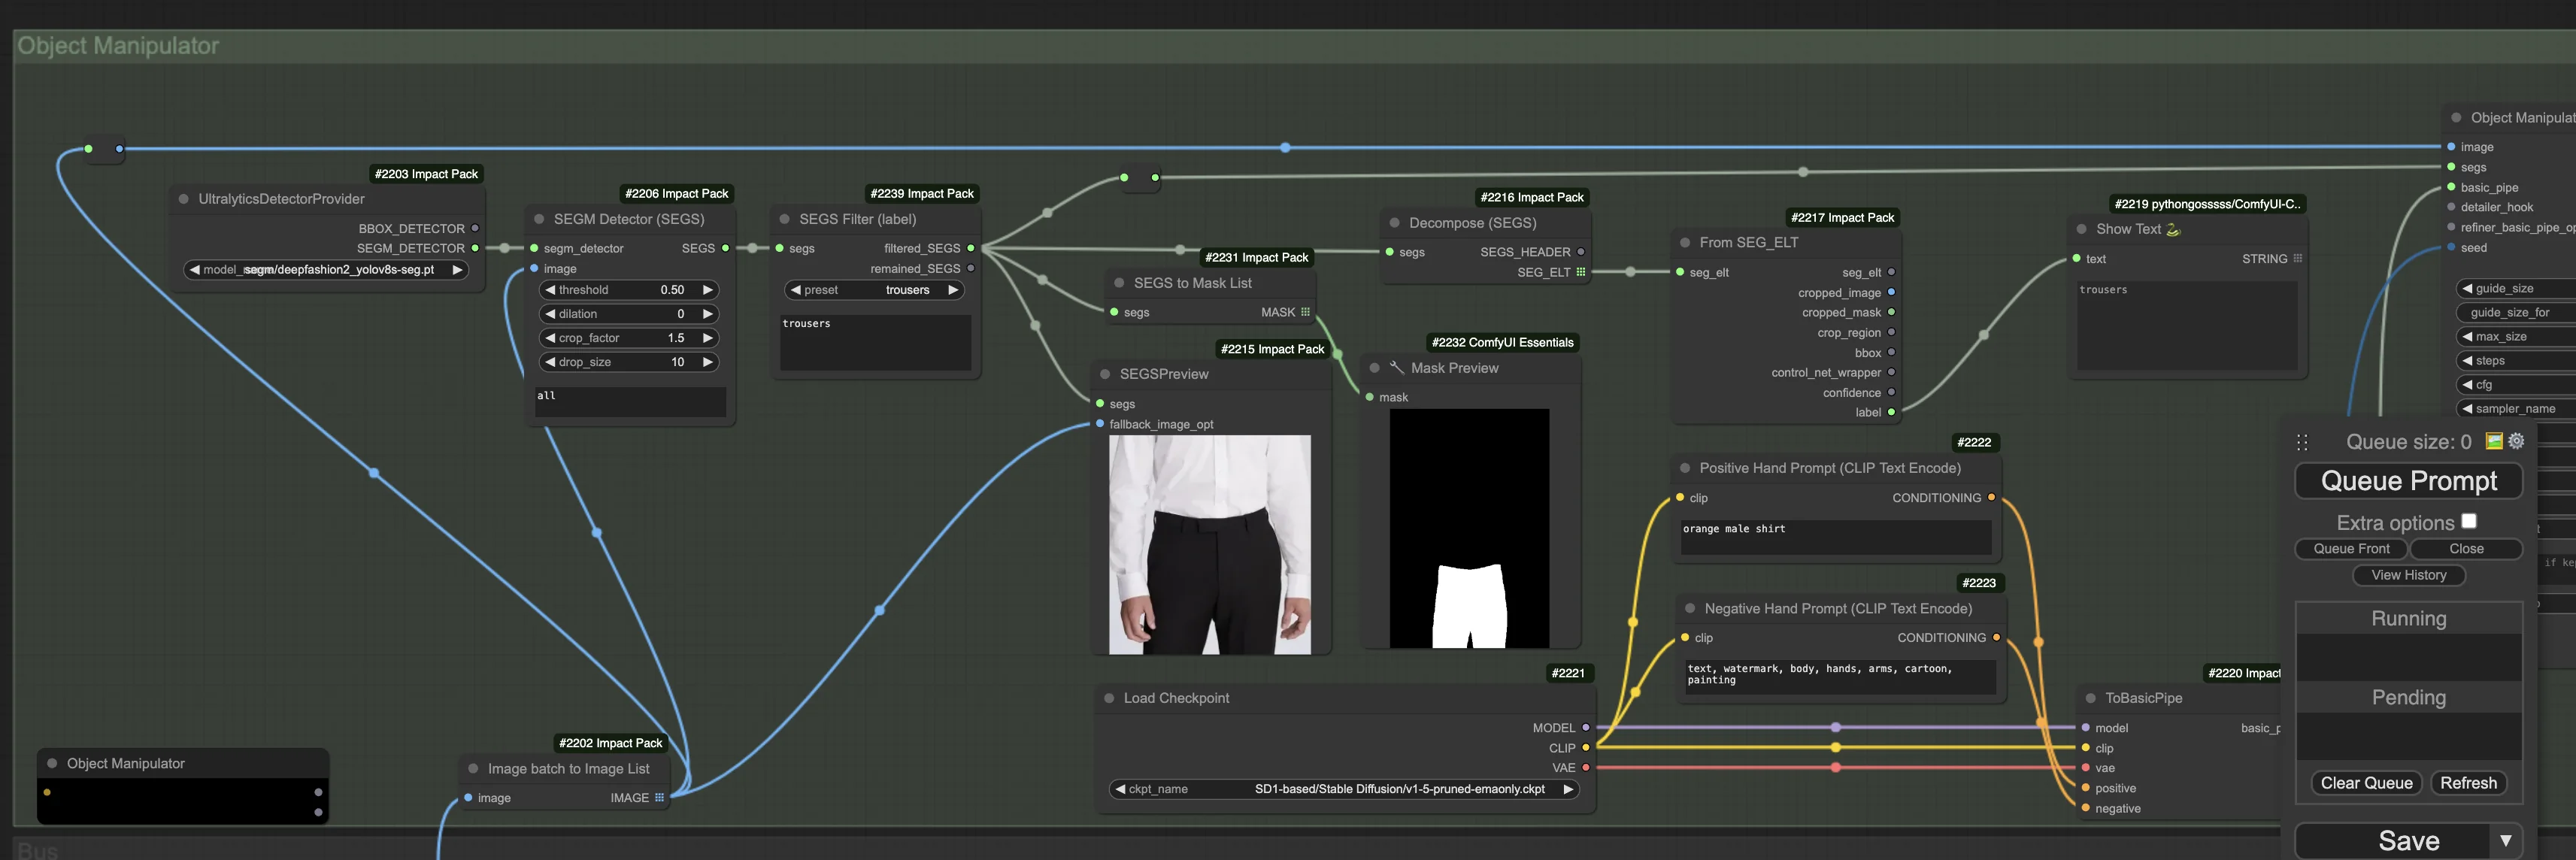 Object Manipulator
#2203 Impact Pack
UltralyticsDetectorProvider
BBOX_DETECTOR
SEGM_DETECTOR
segm/deepfashion2_yolov8s-seg.pt
#2206 Impact Pack
SEGM Detector (SEGS)
segm_detector SEGS
image
threshold 0.50
dilation 0
crop_factor 1.5
drop_size 10
all
#2239 Impact Pack
SEGS Filter (label)
segs filtered_SEGS
remained_SEGS
preset trousers
trousers
#2231 Impact Pack
SEGS to Mask List
segs MASK
#2215 Impact Pack
SEGSPreview
segs
fallback_image_opt
#2216 Impact Pack
Decompose (SEGS)
segs SEGS_HEADER
SEG_ELT
#2232 ComfyUI Essentials
Mask Preview
mask
#2217 Impact Pack
From SEG_ELT
seg_elt seg_elt
cropped_image
cropped_mask
crop_region
bbox
control_net_wrapper
confidence
label
#2219 pythongosssss/ComfyUI-C..
Show Text 🐍
text STRING
trousers
Object Manipulat
image
segs
basic_pipe
detailer_hook
refiner_basic_pipe_op
seed
guide_size
guide_size_for
max_size
steps
cfg
sampler_name
#2222
Positive Hand Prompt (CLIP Text Encode)
clip CONDITIONING
orange male shirt
#2223
Negative Hand Prompt (CLIP Text Encode)
clip CONDITIONING
text, watermark, body, hands, arms, cartoon,
painting
#2221
Load Checkpoint
MODEL
CLIP
VAE
ckpt_name SD1-based/Stable Diffusion/v1-5-pruned-emaonly.ckpt
#2220 Impact
ToBasicPipe
model basic_p
clip
vae
positive
negative
Object Manipulator
#2202 Impact Pack
Image batch to Image List
image IMAGE
Bus
Queue size: 0
Queue Prompt
Extra options
Queue Front Close
View History
Running
Pending
Clear Queue Refresh
Save
if kep